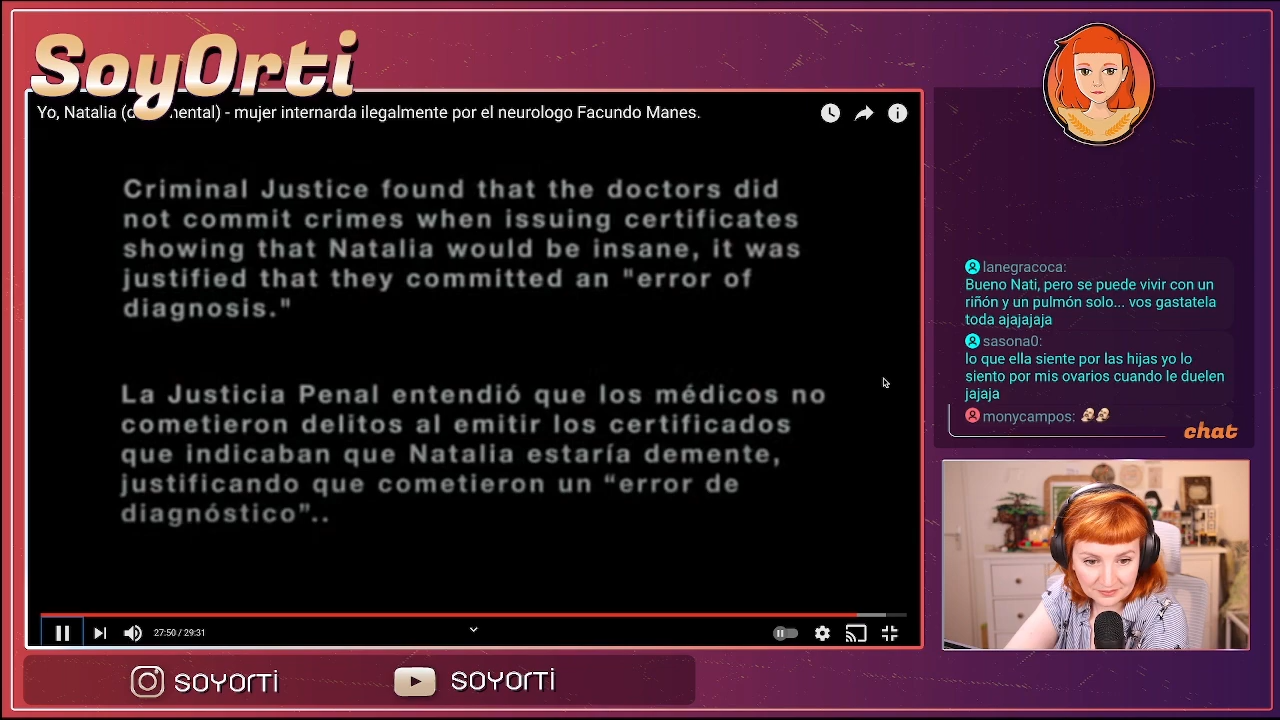 SoyOrti
Yo, Natalia (d mental) - mujer internarda ilegalmente por el neurologo Facundo Manes.
Criminal Justice found that the doctors did
not commit crimes when issuing certificates
showing that Natalia would be insane, it was
justified that they committed an "error of
diagnosis."
La Justicia Penal entendió que los médicos no
cometieron delitos al emitir los certificados
que indicaban que Natalia estaría demente,
justificando que cometieron un “error de
diagnóstico”..
27:50 / 29:31
lanegracoca:
Bueno Nati, pero se puede vivir con un
riñón y un pulmón solo... vos gastatela
toda ajajajaja
sasona0:
lo que ella siente por las hijas yo lo
siento por mis ovarios cuando le duelen
jajaja
monycampos:
chat
SOYORTI
SOYORTI